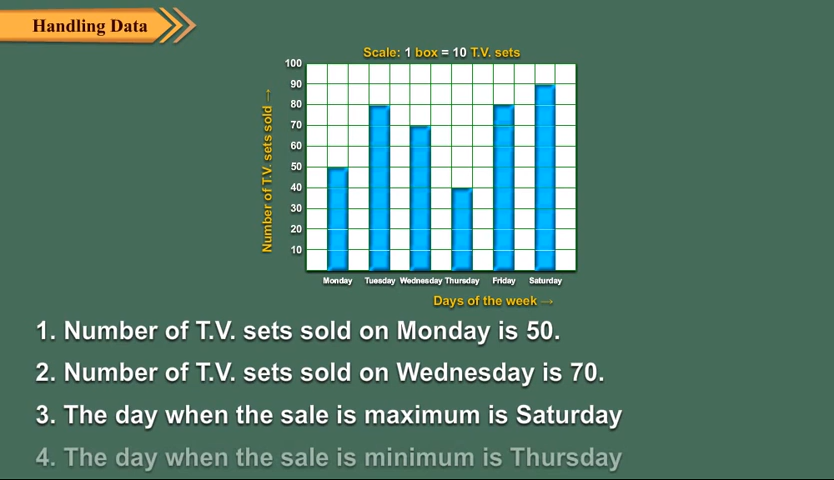 Handling Data
Scale: 1 box = 10 T.V. sets
Number of T.V. sets sold →
100
90
80
70
60
50
40
30
20
10
Monday Tuesday Wednesday Thursday Friday Saturday
Days of the week →
1. Number of T.V. sets sold on Monday is 50.
2. Number of T.V. sets sold on Wednesday is 70.
3. The day when the sale is maximum is Saturday
4. The day when the sale is minimum is Thursday